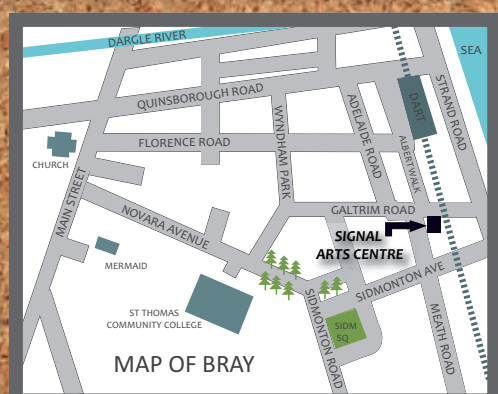 DARGLE RIVER
SEA
QUINSBOROUGH ROAD
STRAND ROAD
DART
ADELAIDE ROAD
WYNDHAM PARK
ALBERT WALK
FLORENCE ROAD
CHURCH
MAIN STREET
NOVARA AVENUE
GALTRIM ROAD
SIGNAL
ARTS CENTRE
MERMAID
SIDMONTON AVE
ST THOMAS
COMMUNITY COLLEGE
SIDMONTON ROAD
SIDM
SQ
MEATH ROAD
MAP OF BRAY